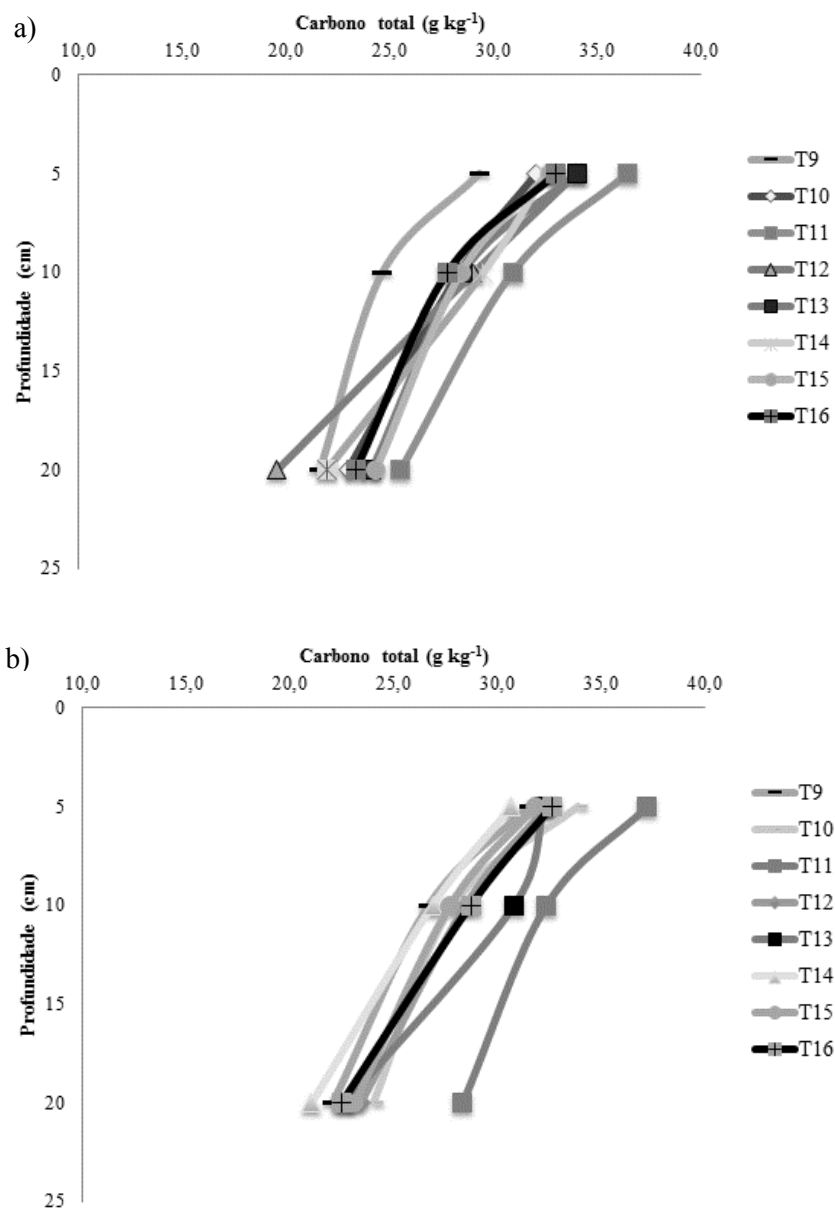 a)
Carbono total (g kg-1)
10,0 15,0 20,0 25,0 30,0 35,0 40,0
0
5
10
15
20
25
Profundidade (cm)
T9
T10
T11
T12
T13
T14
T15
T16
b)
Carbono total (g kg-1)
10,0 15,0 20,0 25,0 30,0 35,0 40,0
0
5
10
15
20
25
Profundidade (cm)
T9
T10
T11
T12
T13
T14
T15
T16